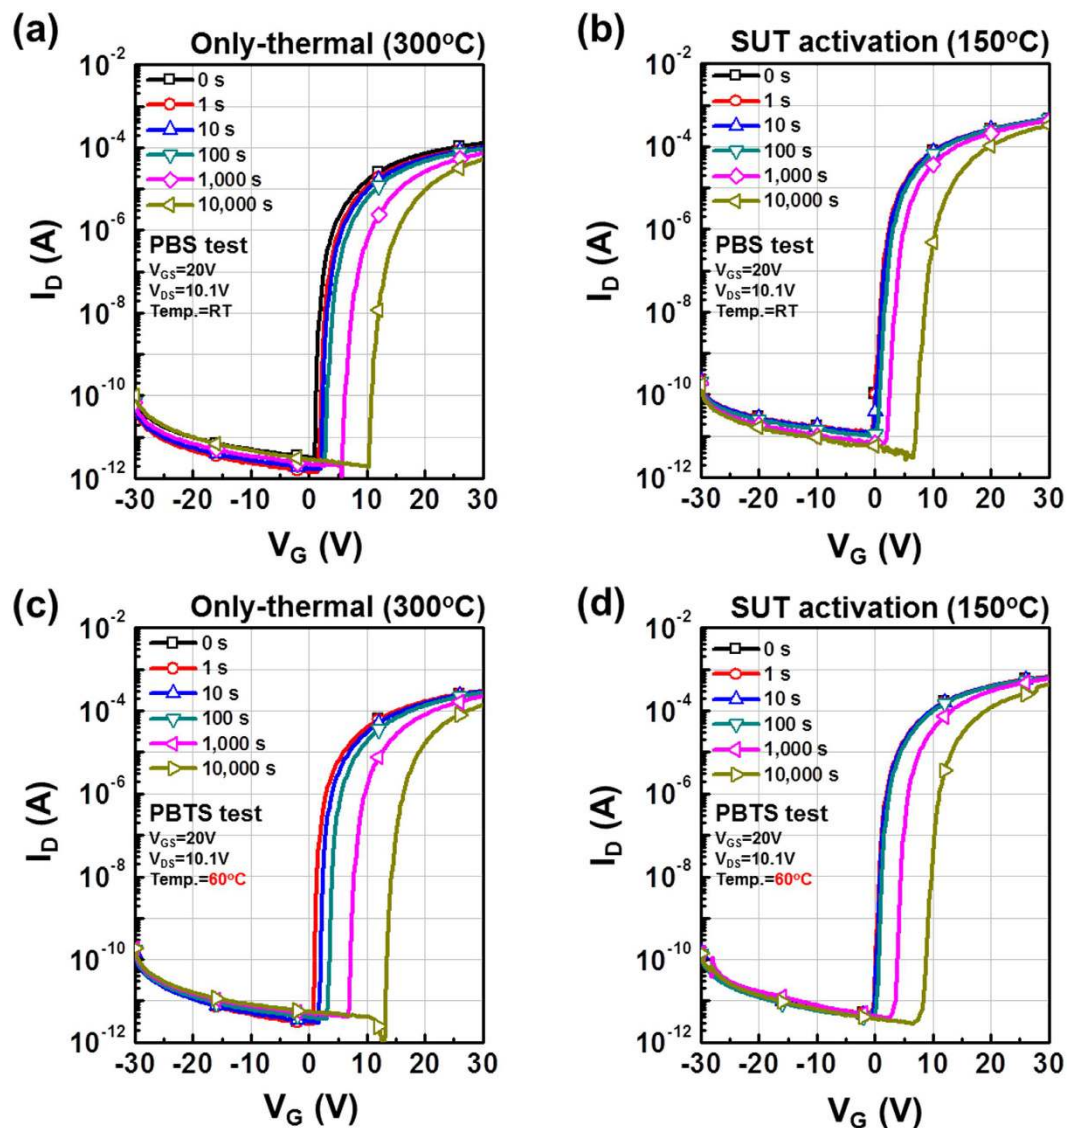 (a)
Only-thermal (300°C)
10⁻²
10⁻⁴
10⁻⁶
10⁻⁸
10⁻¹⁰
10⁻¹²
I_D (A)
0 s
1 s
10 s
100 s
1,000 s
10,000 s
PBS test
V_GS=20V
V_DS=10.1V
Temp.=RT
-30 -20 -10 0 10 20 30
V_G (V)
(b)
SUT activation (150°C)
10⁻²
10⁻⁴
10⁻⁶
10⁻⁸
10⁻¹⁰
10⁻¹²
I_D (A)
0 s
1 s
10 s
100 s
1,000 s
10,000 s
PBS test
V_GS=20V
V_DS=10.1V
Temp.=RT
-30 -20 -10 0 10 20 30
V_G (V)
(c)
Only-thermal (300°C)
10⁻²
10⁻⁴
10⁻⁶
10⁻⁸
10⁻¹⁰
10⁻¹²
I_D (A)
0 s
1 s
10 s
100 s
1,000 s
10,000 s
PBTS test
V_GS=20V
V_DS=10.1V
Temp.=60°C
-30 -20 -10 0 10 20 30
V_G (V)
(d)
SUT activation (150°C)
10⁻²
10⁻⁴
10⁻⁶
10⁻⁸
10⁻¹⁰
10⁻¹²
I_D (A)
0 s
1 s
10 s
100 s
1,000 s
10,000 s
PBTS test
V_GS=20V
V_DS=10.1V
Temp.=60°C
-30 -20 -10 0 10 20 30
V_G (V)